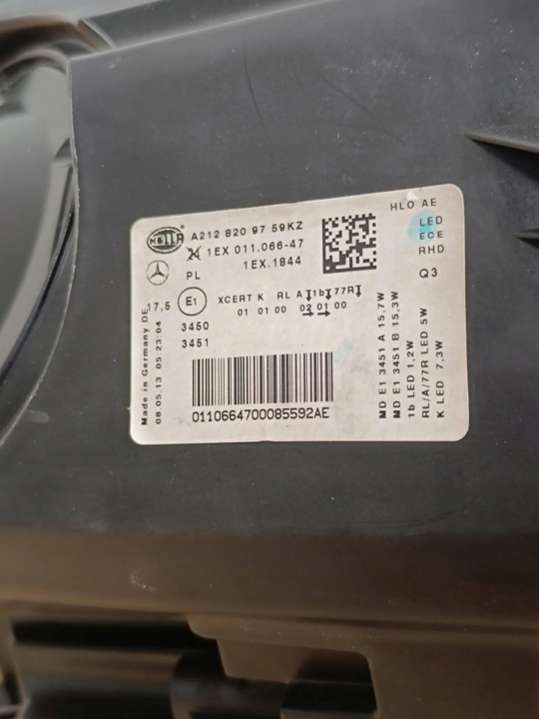 HELLA
A212 820 97 59KZ
1EX 011.066-47
PL 1EX.1844
HLO AE
LED
ECE
RHD
Q3
17,5 E1 XCERT K RL A 1b 77R
01 01 00 02 01 00
3450
3451
0110664700085592AE
Made in Germany DE
08.05.13 05:23:04
MD E1 3451 A 15,7W
MD E1 3451 B 15,3W
1b LED 1,2W
RL/A/77R LED 5W
K LED 7,3W